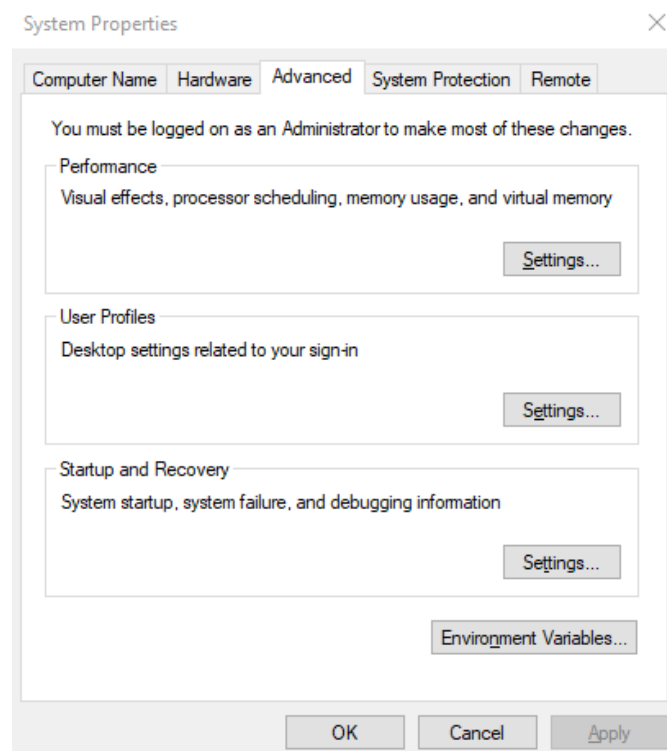 System Properties
Computer Name Hardware Advanced System Protection Remote
You must be logged on as an Administrator to make most of these changes.
Performance
Visual effects, processor scheduling, memory usage, and virtual memory
Settings...
User Profiles
Desktop settings related to your sign-in
Settings...
Startup and Recovery
System startup, system failure, and debugging information
Settings...
Environment Variables...
OK Cancel Apply